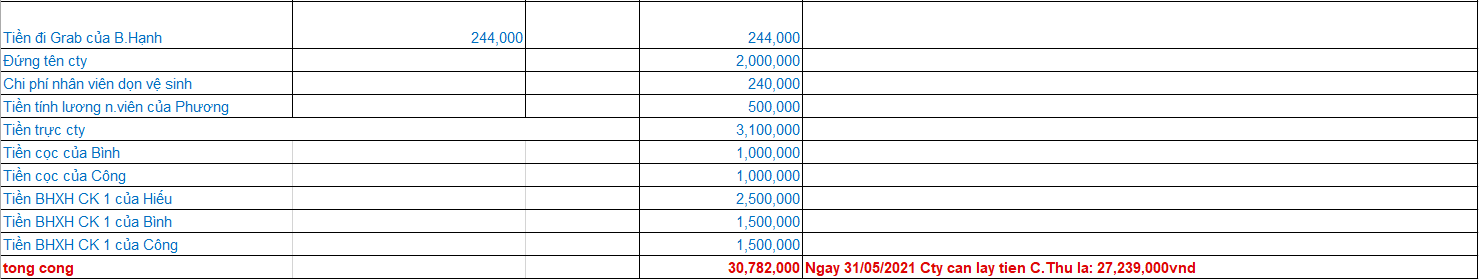 Tiền đi Grab của B.Hạnh 244,000 244,000
Đứng tên cty 2,000,000
Chi phí nhân viên dọn vệ sinh 240,000
Tiền tính lương n.viên của Phương 500,000
Tiền trực cty 3,100,000
Tiền cọc của Bình 1,000,000
Tiền cọc của Công 1,000,000
Tiền BHXH CK 1 của Hiếu 2,500,000
Tiền BHXH CK 1 của Bình 1,500,000
Tiền BHXH CK 1 của Công 1,500,000
tong cong 30,782,000 Ngay 31/05/2021 Cty can lay tien C.Thu la: 27,239,000vnd